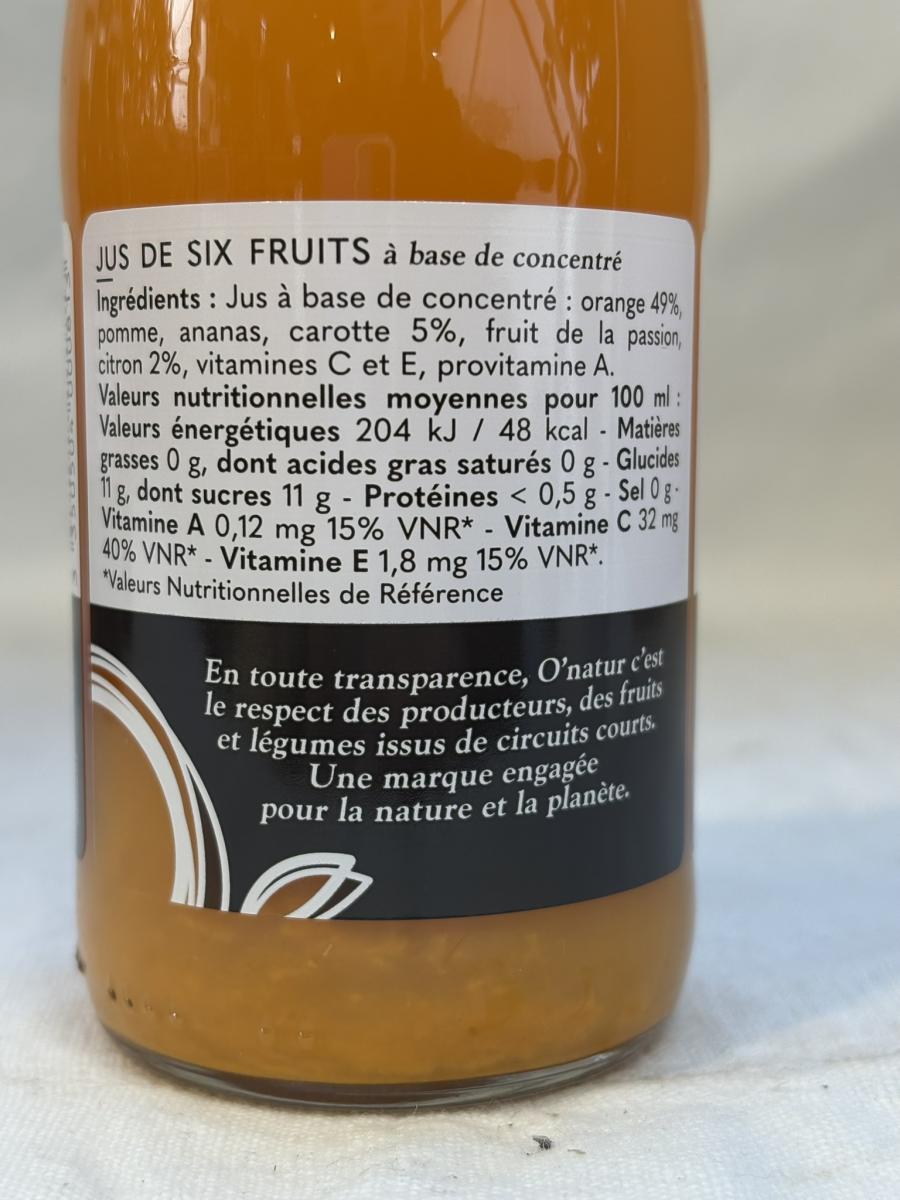 JUS DE SIX FRUITS à base de concentré
Ingrédients : Jus à base de concentré : orange 49%,
pomme, ananas, carotte 5%, fruit de la passion,
citron 2%, vitamines C et E, provitamine A.
Valeurs nutritionnelles moyennes pour 100 ml :
Valeurs énergétiques 204 kJ / 48 kcal - Matières
grasses 0 g, dont acides gras saturés 0 g - Glucides
11 g, dont sucres 11 g - Protéines < 0,5 g - Sel 0 g -
Vitamine A 0,12 mg 15% VNR* - Vitamine C 32 mg
40% VNR* - Vitamine E 1,8 mg 15% VNR*.
*Valeurs Nutritionnelles de Référence
En toute transparence, O'natur c'est
le respect des producteurs, des fruits
et légumes issus de circuits courts.
Une marque engagée
pour la nature et la planète.